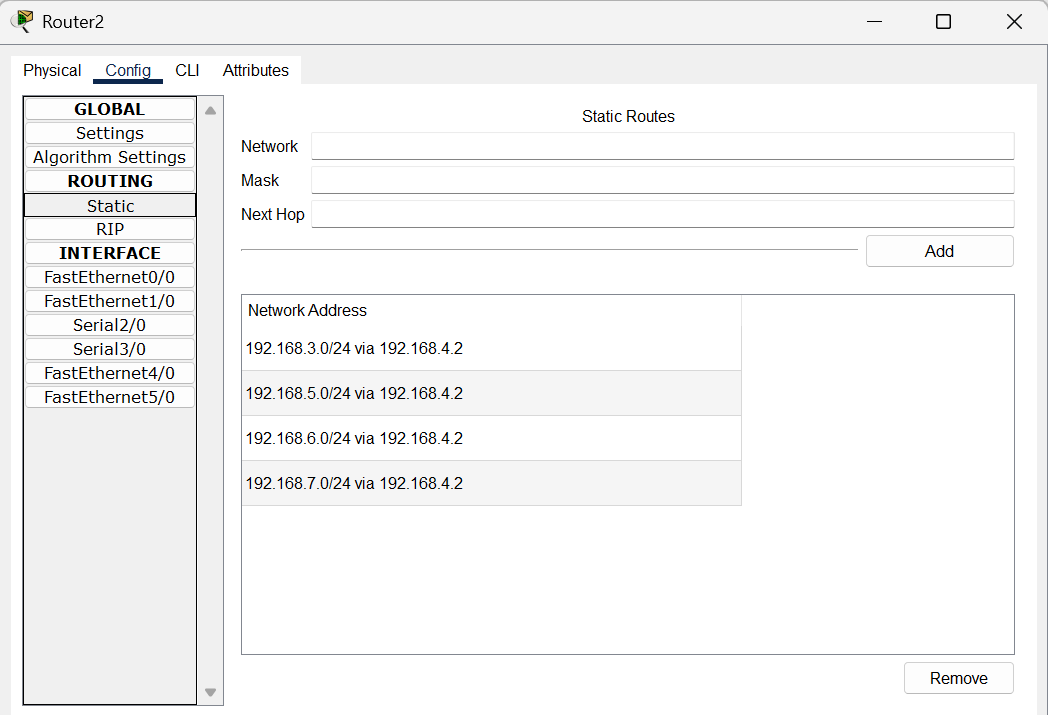 Router2
Physical Config CLI Attributes
GLOBAL
Settings
Algorithm Settings
ROUTING
Static
RIP
INTERFACE
FastEthernet0/0
FastEthernet1/0
Serial2/0
Serial3/0
FastEthernet4/0
FastEthernet5/0
Static Routes
Network
Mask
Next Hop
Add
Network Address
192.168.3.0/24 via 192.168.4.2
192.168.5.0/24 via 192.168.4.2
192.168.6.0/24 via 192.168.4.2
192.168.7.0/24 via 192.168.4.2
Remove